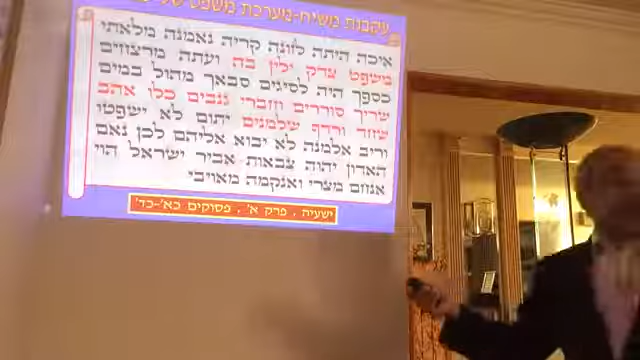 עקבות משיח-מערכת משפט
איכה היתה לזונה קריה נאמנה מלאתי
משפט צדק ילין בה ועתה מרצחים
כספך היה לסיגים סבאך מהול במים
שריך סוררים וחברי גנבים כלו אהב
שחד ורדף שלמנים יתום לא ישפטו
וריב אלמנה לא יבוא אליהם לכן נאם
האדון יהוה צבאות אביר ישראל הוי
אנחם מצרי ואנקמה מאויבי
ישעיה , פרק א' , פסוקים כא'-כד'